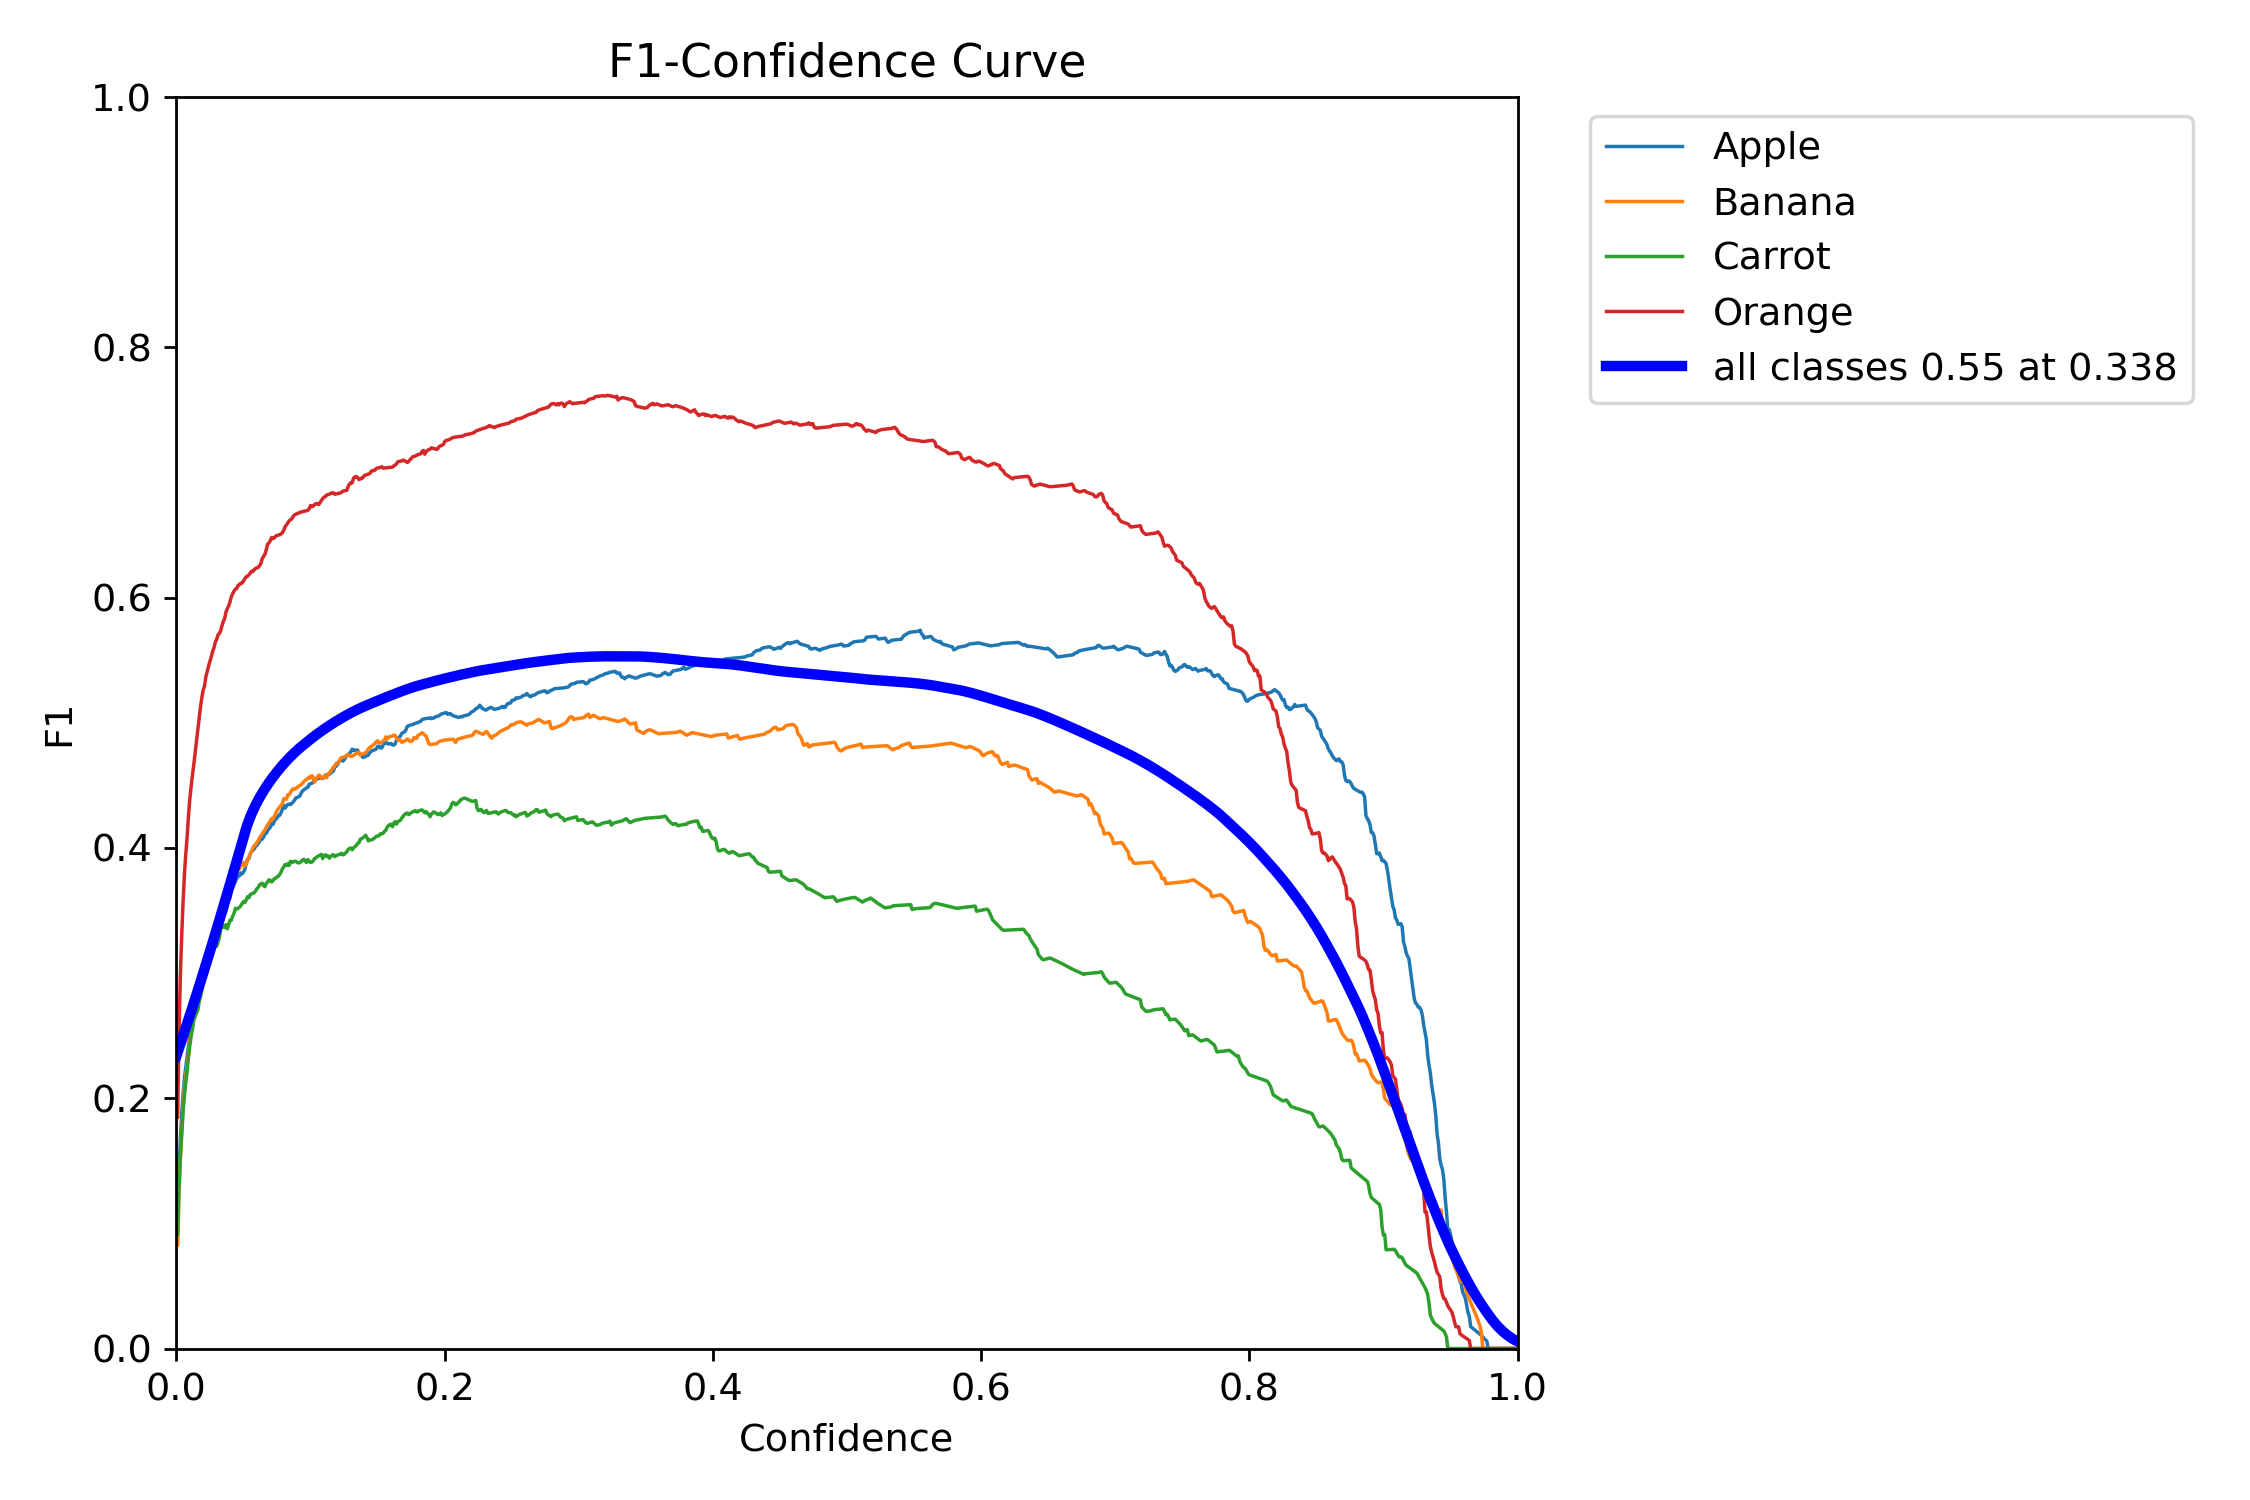 F1-Confidence Curve
1.0
0.8
0.6
0.4
0.2
0.0
F1
0.0 0.2 0.4 0.6 0.8 1.0
Confidence
Apple
Banana
Carrot
Orange
all classes 0.55 at 0.338